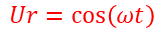 Ur = cos(ωt)